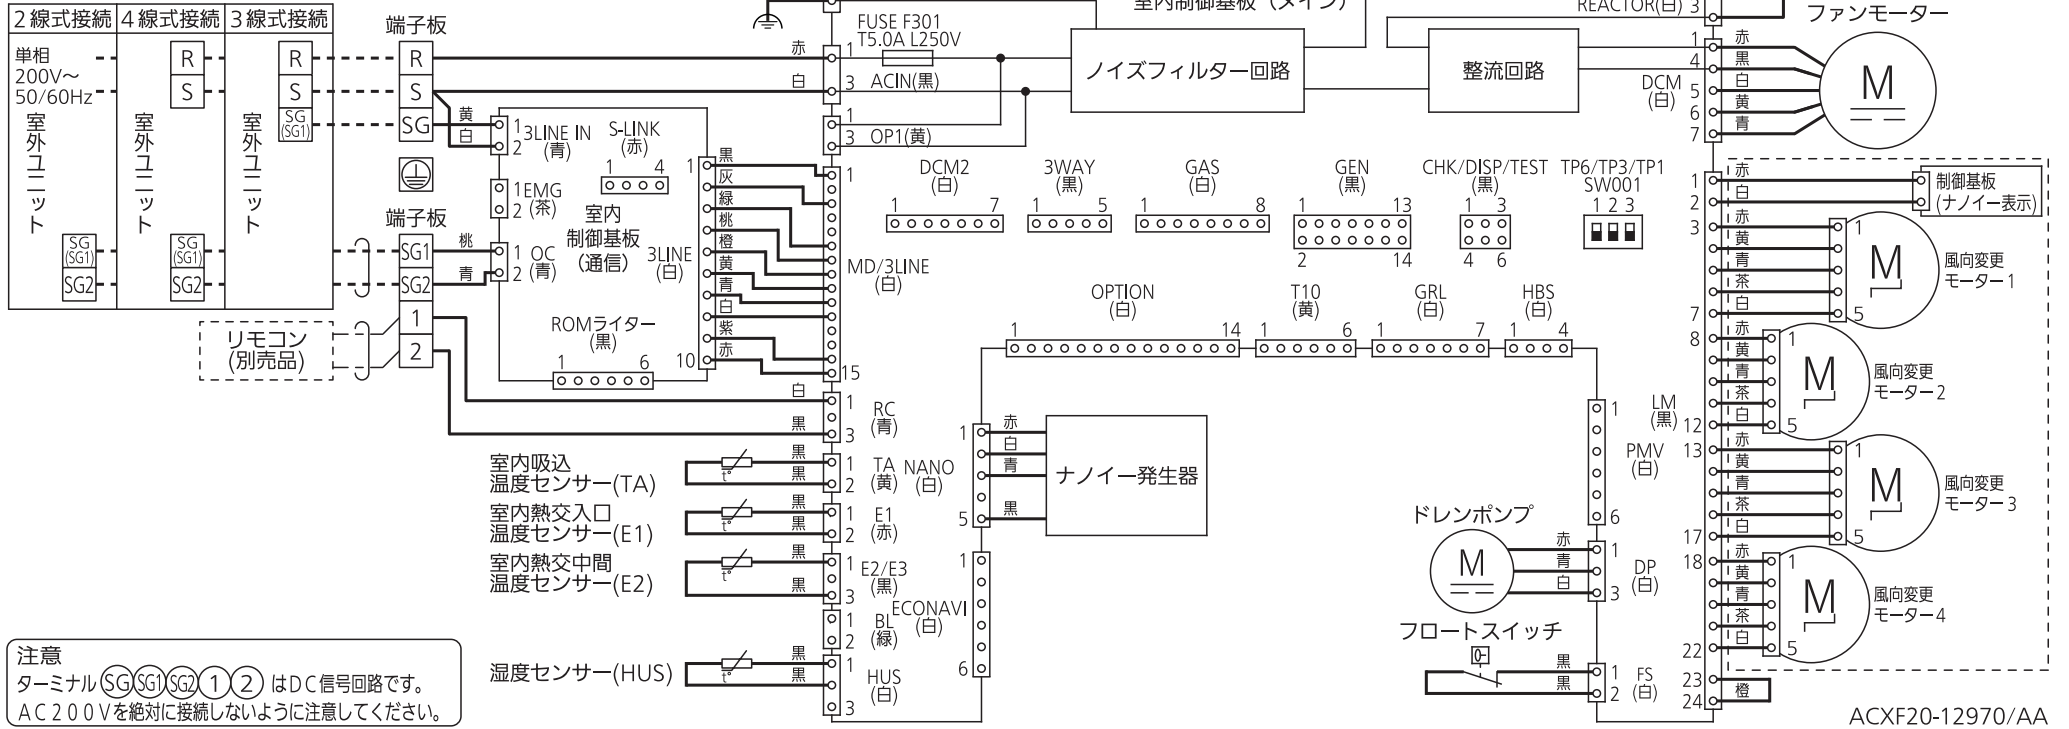 2線式接続
4線式接続
3線式接続
単相
200V～
50/60Hz
室外ユニット
SG
(SG1)
SG2
R
S
室外ユニット
SG
(SG1)
SG2
R
S
SG
(SG1)
室外ユニット
端子板
R
S
SG
端子板
SG1
SG2
1
2
リモコン
(別売品)
黄
白
桃
青
1
2
3LINE IN
(青)
S-LINK
(赤)
1 4
1
2
EMG
(茶)
1
2
OC
(青)
室内
制御基板
(通信)
3LINE
(白)
1
10
ROMライター
(黒)
1 6
黒
灰
緑
桃
橙
黄
青
白
紫
赤
1
15
MD/3LINE
(白)
赤
白
FUSE F301
T5.0A L250V
1
3
ACIN(黒)
1
3
OP1(黄)
室内制御基板（メイン）
ノイズフィルター回路
整流回路
REACTOR(白) 3
DCM2
(白)
1 7
3WAY
(黒)
1 5
GAS
(白)
1 8
GEN
(黒)
1 13
2 14
CHK/DISP/TEST
(黒)
1 3
4 6
TP6/TP3/TP1
SW001
1 2 3
OPTION
(白)
1 14
T10
(黄)
1 6
GRL
(白)
1 7
HBS
(白)
1 4
白
黒
1
3
RC
(青)
室内吸込
温度センサー(TA)
t°
黒
黒
1
2
TA
(黄)
室内熱交入口
温度センサー(E1)
t°
黒
黒
1
2
E1
(赤)
室内熱交中間
温度センサー(E2)
t°
黒
黒
1
3
E2/E3
(黒)
1
2
BL
(緑)
湿度センサー(HUS)
t°
黒
黒
1
3
HUS
(白)
NANO
(白)
1
5
赤
白
青
黒
ナノイー発生器
ECONAVI
(白)
1
6
1
6
PMV
(白)
ドレンポンプ
M
赤
青
白
1
3
DP
(白)
フロートスイッチ
黒
黒
1
2
FS
(白)
ファンモーター
M
赤
黒
白
黄
青
1
4
5
6
7
DCM
(白)
1
2
赤
白
制御基板
(ナノイー表示)
3
7
赤
黄
青
茶
白
1
5
M
風向変更
モーター1
8
12
赤
黄
青
茶
白
1
5
M
風向変更
モーター2
LM
(黒)
13
17
赤
黄
青
茶
白
1
5
M
風向変更
モーター3
18
22
赤
黄
青
茶
白
1
5
M
風向変更
モーター4
23
24
橙
注意
ターミナル SG SG1 SG2 1 2 はDC信号回路です。
AC200Vを絶対に接続しないように注意してください。
ACXF20-12970/AA